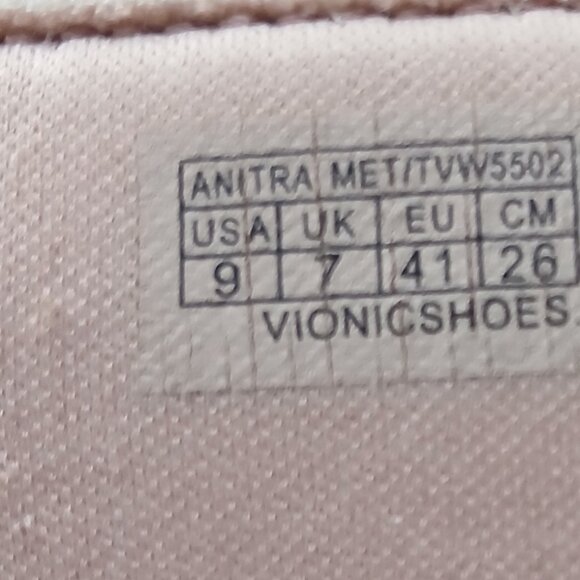 ANITRA MET/TVW5502
USA UK EU CM
9 7 41 26
VIONICSHOES